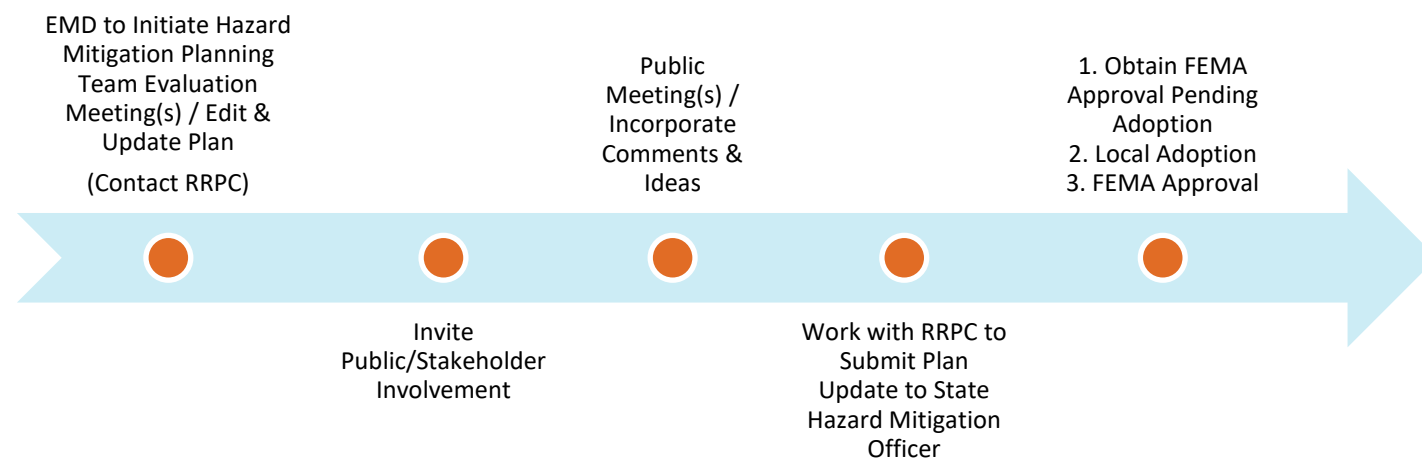 EMD to Initiate Hazard
Mitigation Planning
Team Evaluation
Meeting(s) / Edit &
Update Plan
(Contact RRPC)
Invite
Public/Stakeholder
Involvement
Public
Meeting(s) /
Incorporate
Comments &
Ideas
Work with RRPC to
Submit Plan
Update to State
Hazard Mitigation
Officer
1. Obtain FEMA
Approval Pending
Adoption
2. Local Adoption
3. FEMA Approval